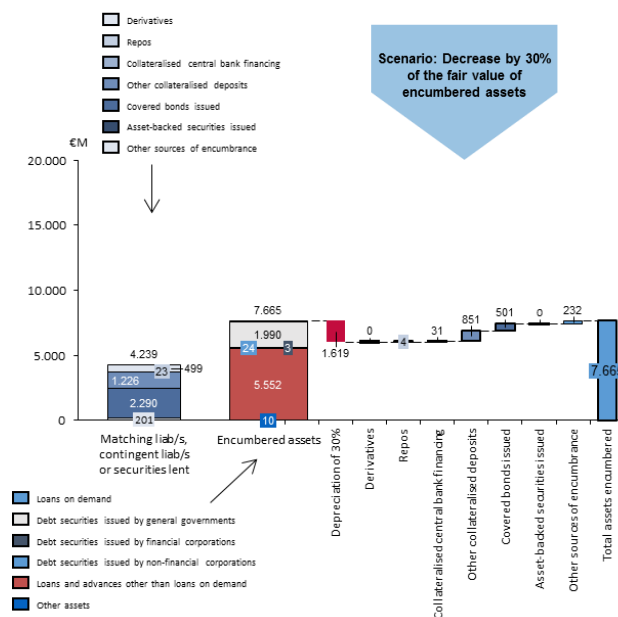 Derivatives
Repos
Collateralised central bank financing
Other collateralised deposits
Covered bonds issued
Asset-backed securities issued
Other sources of encumbrance
Scenario: Decrease by 30%
of the fair value of
encumbered assets
€M
20.000
15.000
10.000
5.000
0
4.239
499
23
1.226
2.290
201
7.665
1.990
24
3
5.552
10
1.619
0
4
31
851
501
0
232
7.66
Matching liab/s,
contingent liab/s
or securities lent
Encumbered assets
Depreciation of 30%
Derivatives
Repos
Collateralised central bank financing
Other collateralised deposits
Covered bonds issued
Asset-backed securities issued
Other sources of encumbrance
Total assets encumbered
Loans on demand
Debt securities issued by general governments
Debt securities issued by financial corporations
Debt securities issued by non-financial corporations
Loans and advances other than loans on demand
Other assets